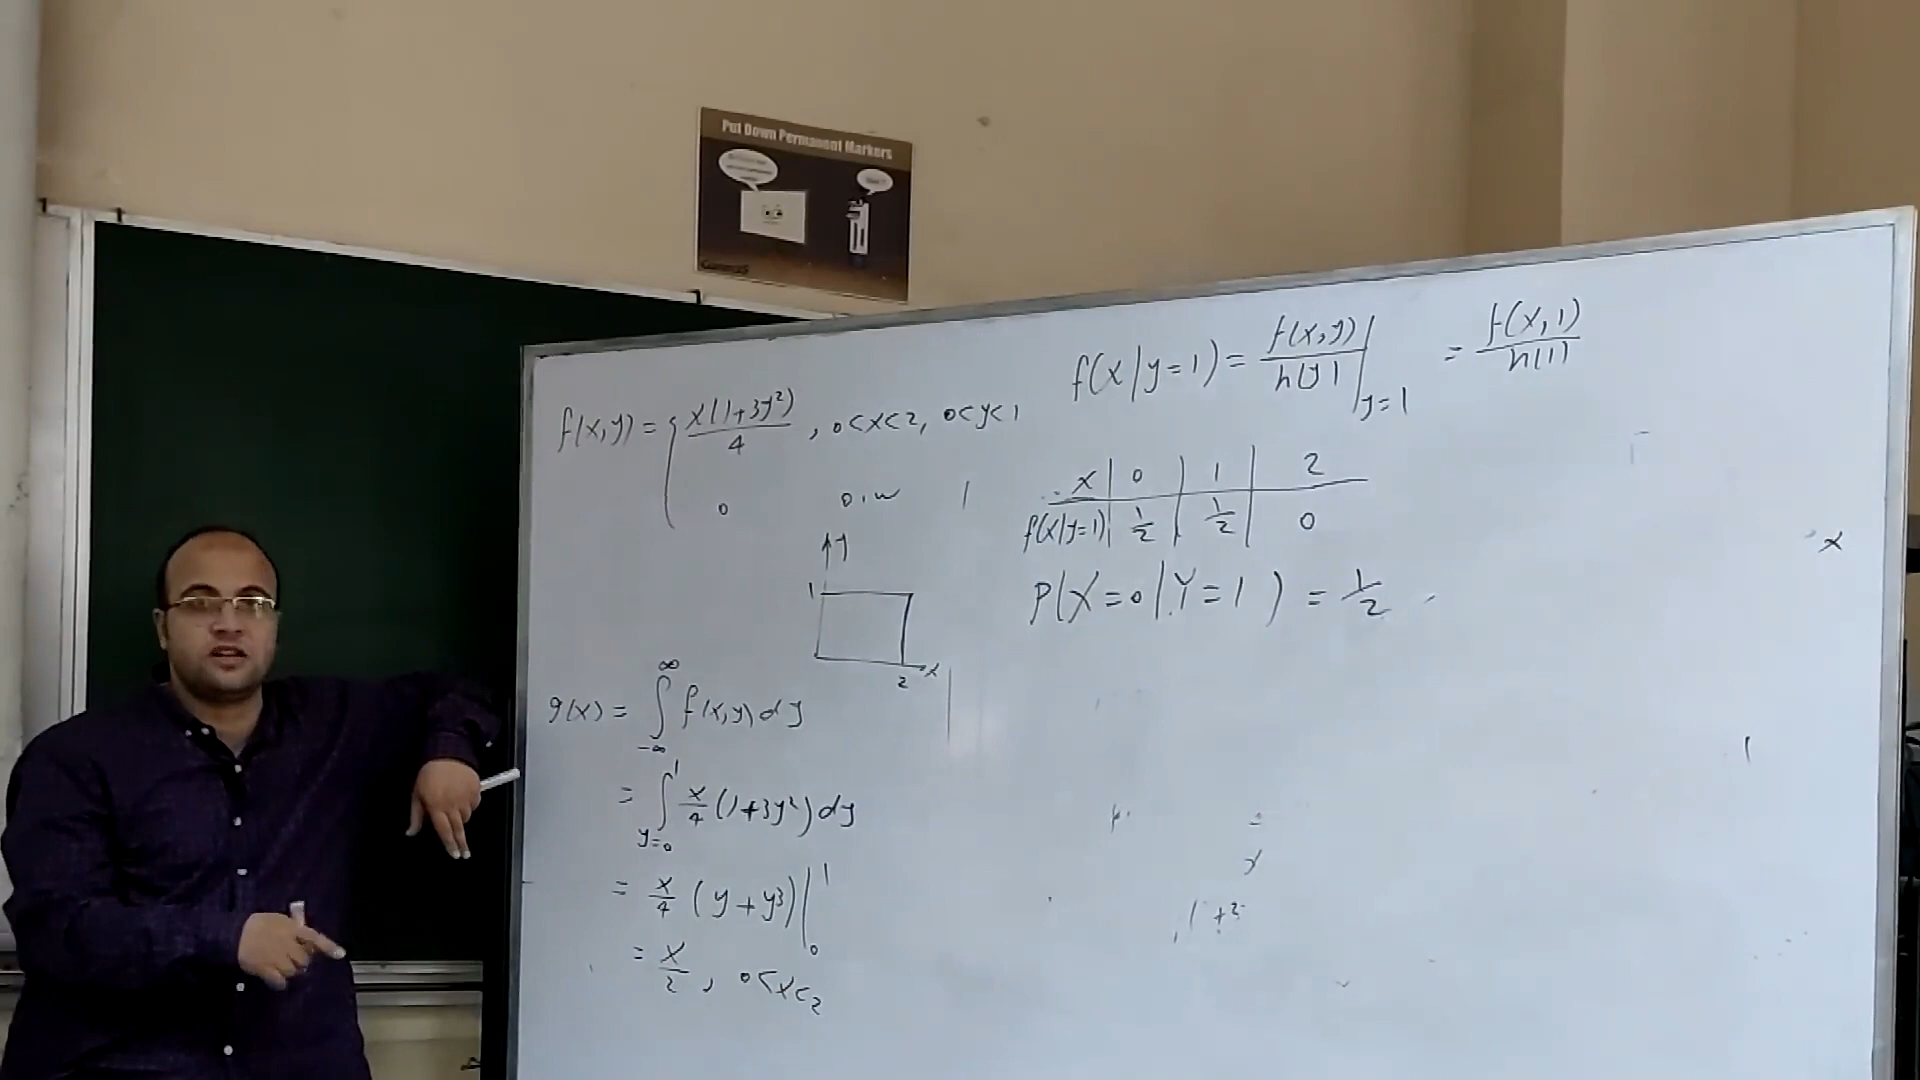 Put Down Permanent Markers
f(x,y) = { x(1+3y²)/4 , 0<x<2, 0<y<1
0 o.w
y
1
2 x
g(x) = ∫_{-∞}^{∞} f(x,y) dy
= ∫_{y=0}^{1} x/4 (1+3y²) dy
= x/4 (y+y³) |_0^1
= x/2 , 0<x<2
f(x|y=1) = f(x,y)/h(y) |_{y=1} = f(x,1)/h(1)
x | 0 | 1 | 2
f(x|y=1) | 1/2 | 1/2 | 0
P(X=0|Y=1) = 1/2
x
1+3